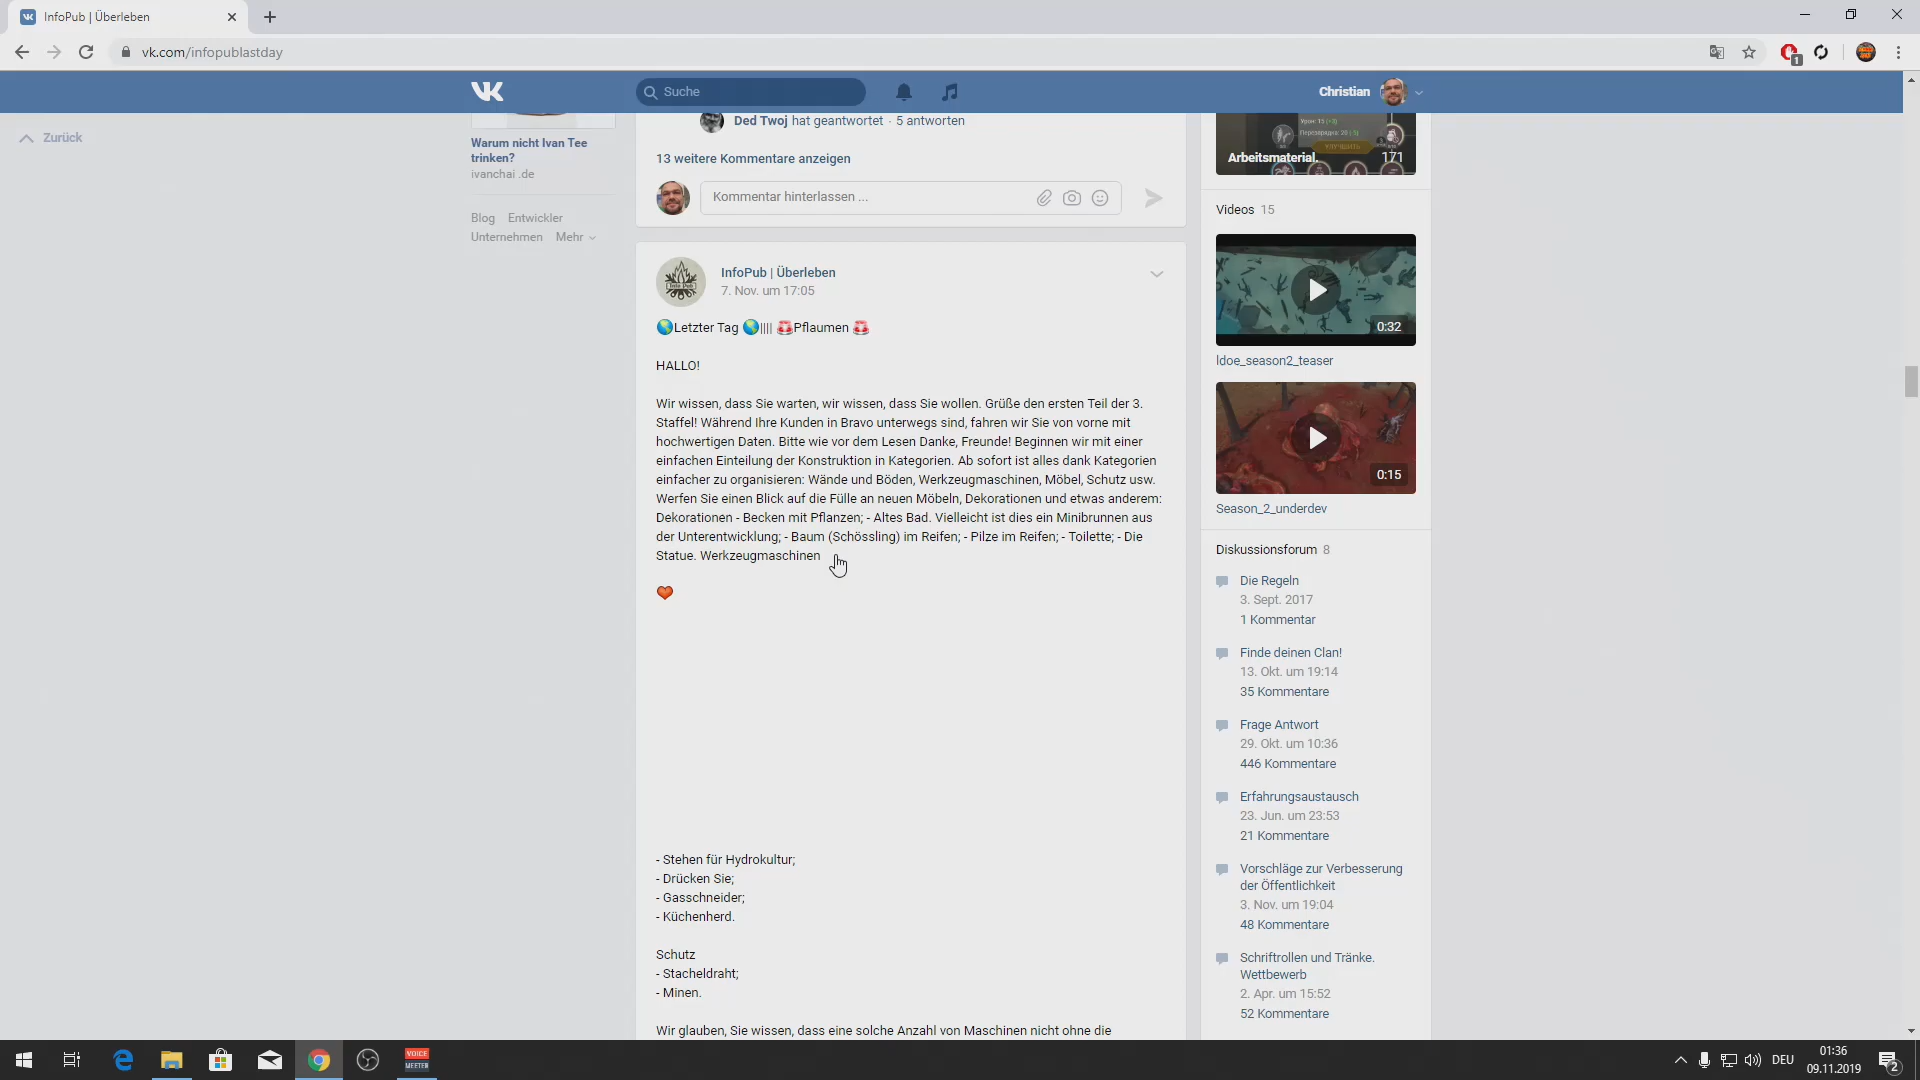 InfoPub | Überleben
vk.com/infopublastday
1
Suche
Christian
Zurück
Warum nicht Ivan Tee
trinken?
ivanchai .de
Blog Entwickler
Unternehmen Mehr
Ded Twoj hat geantwortet · 5 antworten
13 weitere Kommentare anzeigen
Kommentar hinterlassen ...
InfoPub | Überleben
7. Nov. um 17:05
🌎Letzter Tag 🌎|||| 🚨Pflaumen 🚨
HALLO!
Wir wissen, dass Sie warten, wir wissen, dass Sie wollen. Grüße den ersten Teil der 3.
Staffel! Während Ihre Kunden in Bravo unterwegs sind, fahren wir Sie von vorne mit
hochwertigen Daten. Bitte wie vor dem Lesen Danke, Freunde! Beginnen wir mit einer
einfachen Einteilung der Konstruktion in Kategorien. Ab sofort ist alles dank Kategorien
einfacher zu organisieren: Wände und Böden, Werkzeugmaschinen, Möbel, Schutz usw.
Werfen Sie einen Blick auf die Fülle an neuen Möbeln, Dekorationen und etwas anderem:
Dekorationen - Becken mit Pflanzen; - Altes Bad. Vielleicht ist dies ein Minibrunnen aus
der Unterentwicklung; - Baum (Schössling) im Reifen; - Pilze im Reifen; - Toilette; - Die
Statue. Werkzeugmaschinen
- Stehen für Hydrokultur;
- Drücken Sie;
- Gasschneider;
- Küchenherd.
Schutz
- Stacheldraht;
- Minen.
Wir glauben, Sie wissen, dass eine solche Anzahl von Maschinen nicht ohne die
Arbeitsmaterial. 171
Videos 15
0:32
ldoe_season2_teaser
0:15
Season_2_underdev
Diskussionsforum 8
Die Regeln
3. Sept. 2017
1 Kommentar
Finde deinen Clan!
13. Okt. um 19:14
35 Kommentare
Frage Antwort
29. Okt. um 10:36
446 Kommentare
Erfahrungsaustausch
23. Jun. um 23:53
21 Kommentare
Vorschläge zur Verbesserung
der Öffentlichkeit
3. Nov. um 19:04
48 Kommentare
Schriftrollen und Tränke.
Wettbewerb
2. Apr. um 15:52
52 Kommentare
VOICE
MEETER
DEU
01:36
09.11.2019
2